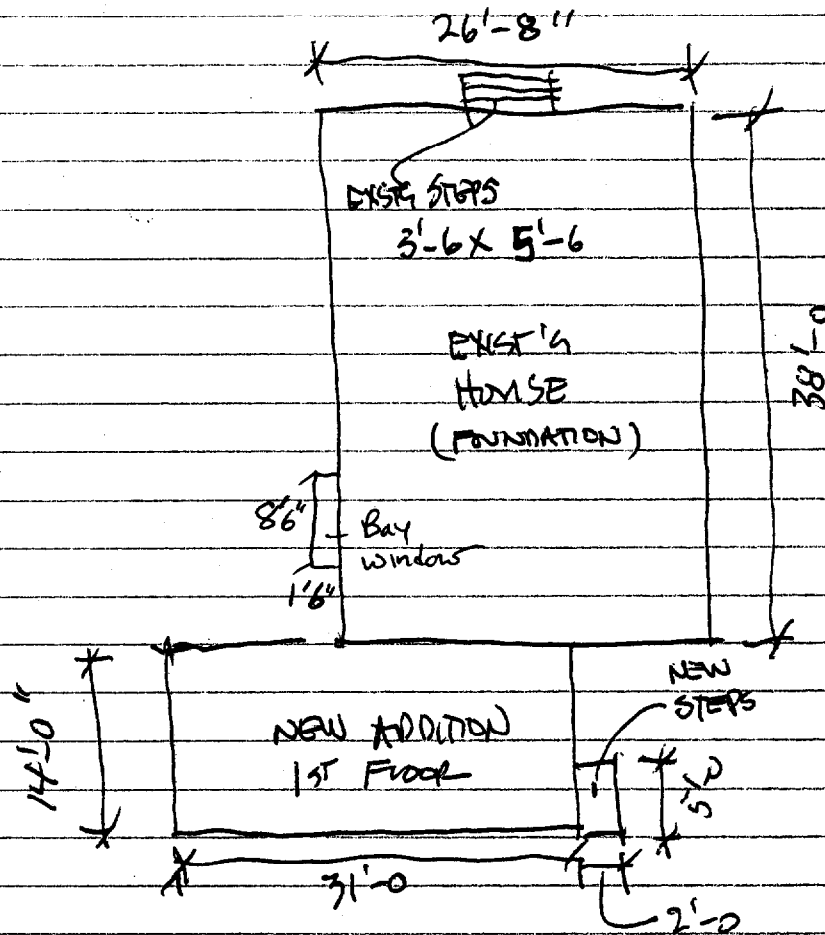 26'-8"
EXST'G STEPS
3'-6 X 5'-6
38'-0
EXIST'G
HOUSE
(FOUNDATION)
8'6"
Bay
window
1'6"
NEW
STEPS
14'-0"
NEW ADDITION
1ST FLOOR
5'-0
31'-0
2'-0